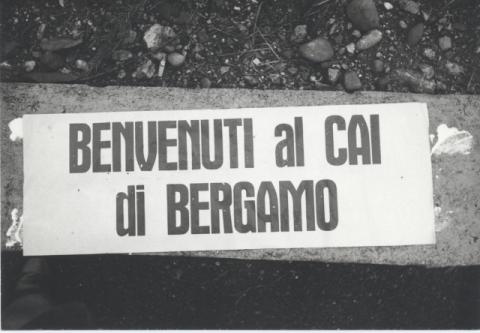 BENVENUTI al CAI
di BERGAMO